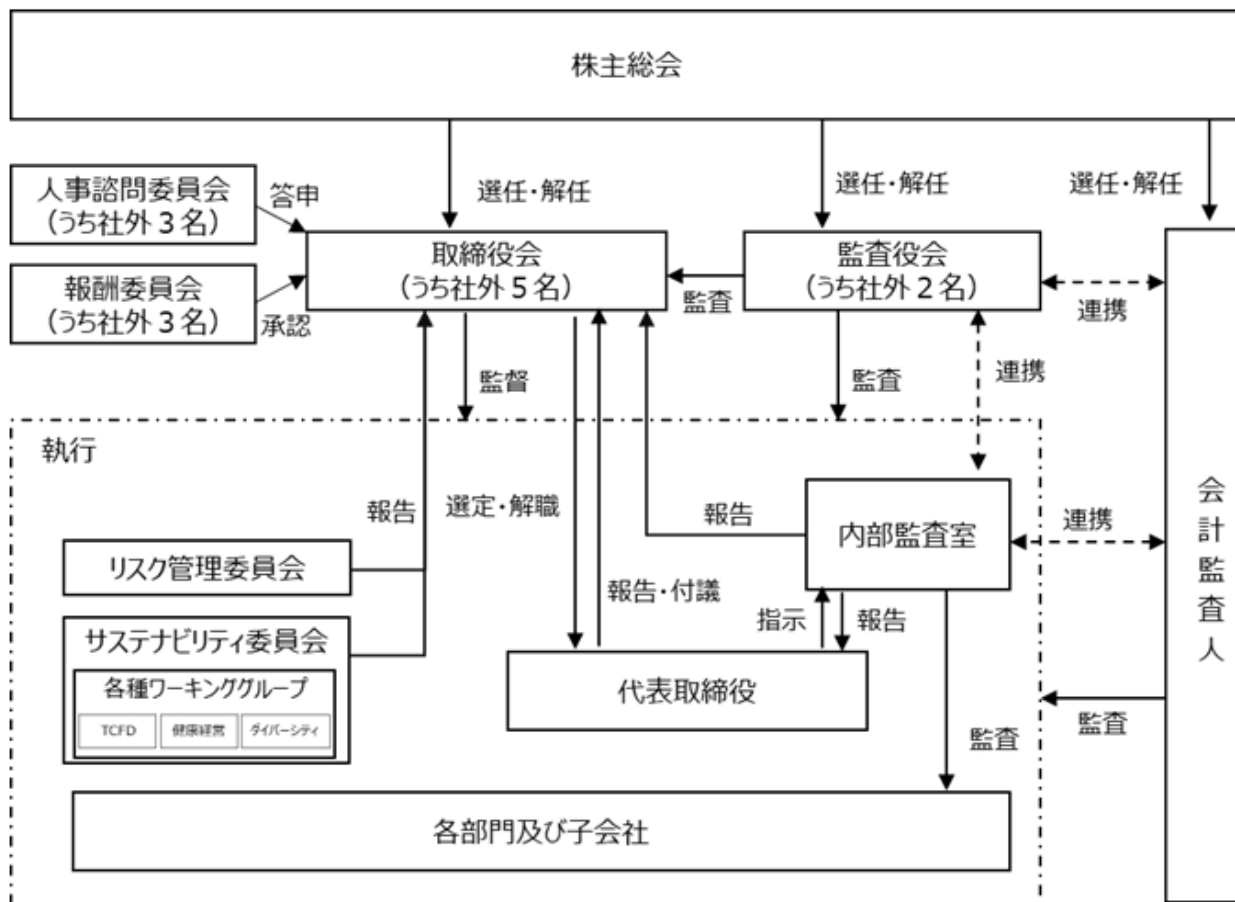 株主総会
選任・解任
選任・解任
選任・解任
人事諮問委員会
(うち社外3名)
答申
報酬委員会
(うち社外3名)
承認
取締役会
(うち社外5名)
監査
監査役会
(うち社外2名)
連携
監督
監査
連携
執行
報告
選定・解職
報告・付議
報告
内部監査室
連携
会計監査人
リスク管理委員会
サステナビリティ委員会
各種ワーキンググループ
TCFD
健康経営
ダイバーシティ
指示
報告
代表取締役
監査
監査
各部門及び子会社